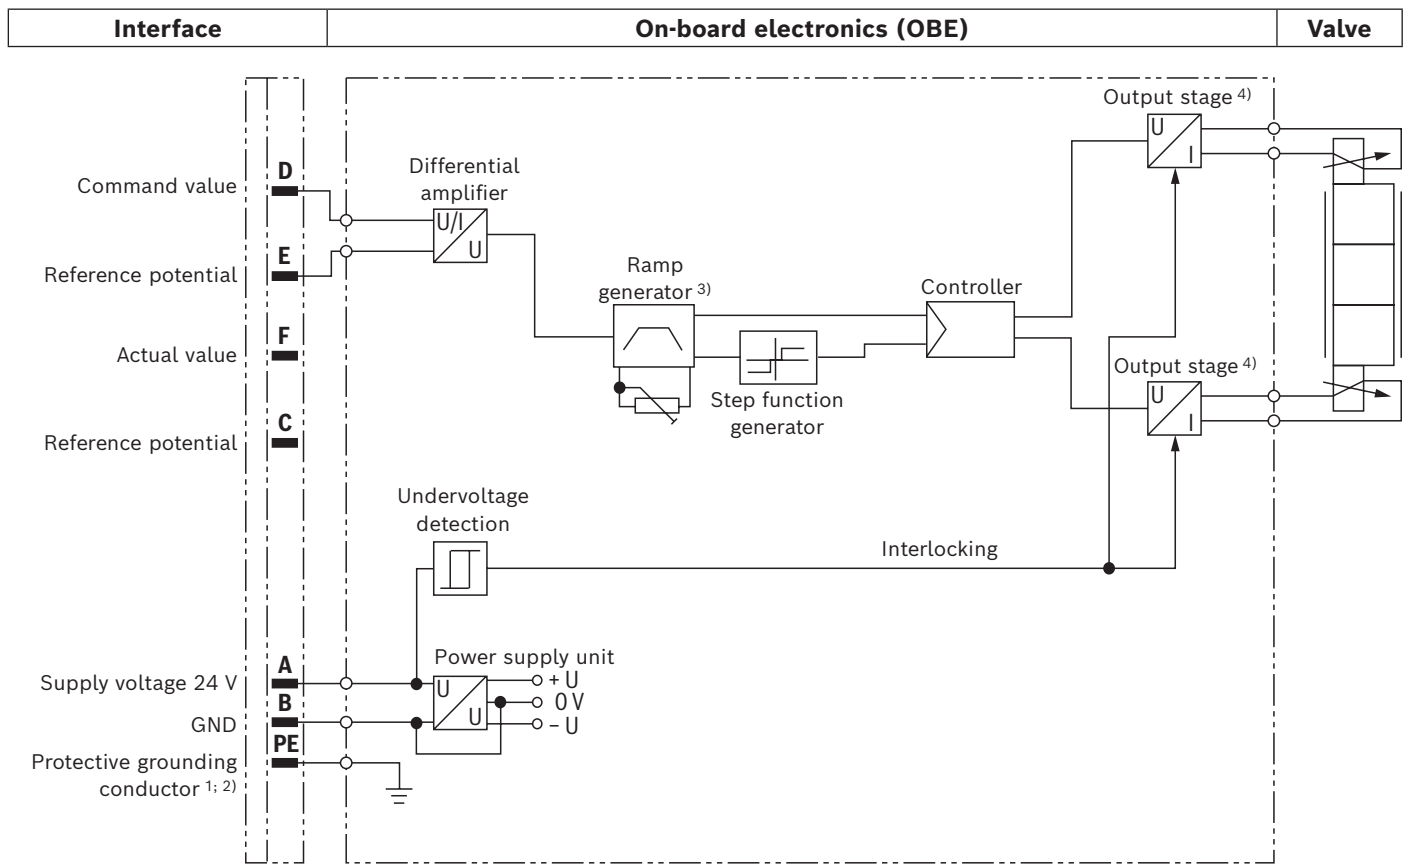 Interface
On-board electronics (OBE)
Valve
Output stage 4)
U
I
Differential
amplifier
D
Command value
U/I
U
E
Reference potential
Ramp
generator 3)
Controller
F
Actual value
Output stage 4)
U
I
Step function
generator
C
Reference potential
Undervoltage
detection
Interlocking
Power supply unit
A
Supply voltage 24 V
U
U
+ U
0 V
– U
B
GND
PE
Protective grounding
conductor 1; 2)